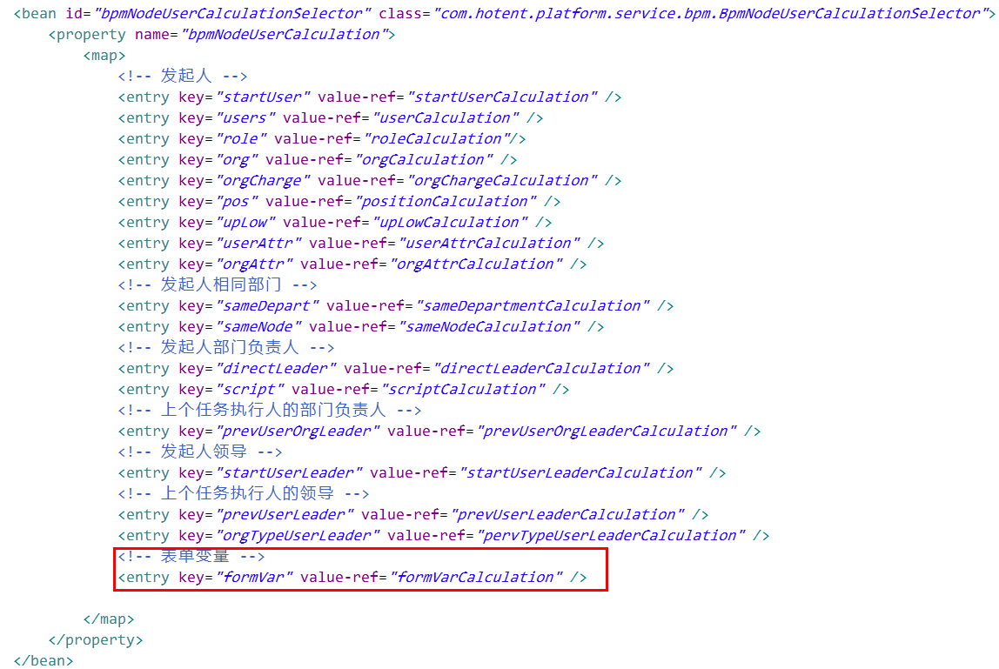 <bean id="bpmNodeUserCalculationSelector" class="com.hotent.platform.service.bpm.BpmNodeUserCalculationSelector">
<property name="bpmNodeUserCalculation">
<map>
<!-- 发起人 -->
<entry key="startUser" value-ref="startUserCalculation" />
<entry key="users" value-ref="userCalculation" />
<entry key="role" value-ref="roleCalculation"/>
<entry key="org" value-ref="orgCalculation" />
<entry key="orgCharge" value-ref="orgChargeCalculation" />
<entry key="pos" value-ref="positionCalculation" />
<entry key="upLow" value-ref="upLowCalculation" />
<entry key="userAttr" value-ref="userAttrCalculation" />
<entry key="orgAttr" value-ref="orgAttrCalculation" />
<!-- 发起人相同部门 -->
<entry key="sameDepart" value-ref="sameDepartmentCalculation" />
<entry key="sameNode" value-ref="sameNodeCalculation" />
<!-- 发起人部门负责人 -->
<entry key="directLeader" value-ref="directLeaderCalculation" />
<entry key="script" value-ref="scriptCalculation" />
<!-- 上个任务执行人的部门负责人 -->
<entry key="prevUserOrgLeader" value-ref="prevUserOrgLeaderCalculation" />
<!-- 发起人领导 -->
<entry key="startUserLeader" value-ref="startUserLeaderCalculation" />
<!-- 上个任务执行人的领导 -->
<entry key="prevUserLeader" value-ref="prevUserLeaderCalculation" />
<entry key="orgTypeUserLeader" value-ref="pervTypeUserLeaderCalculation" />
<!-- 表单变量 -->
<entry key="formVar" value-ref="formVarCalculation" />
</map>
</property>
</bean>